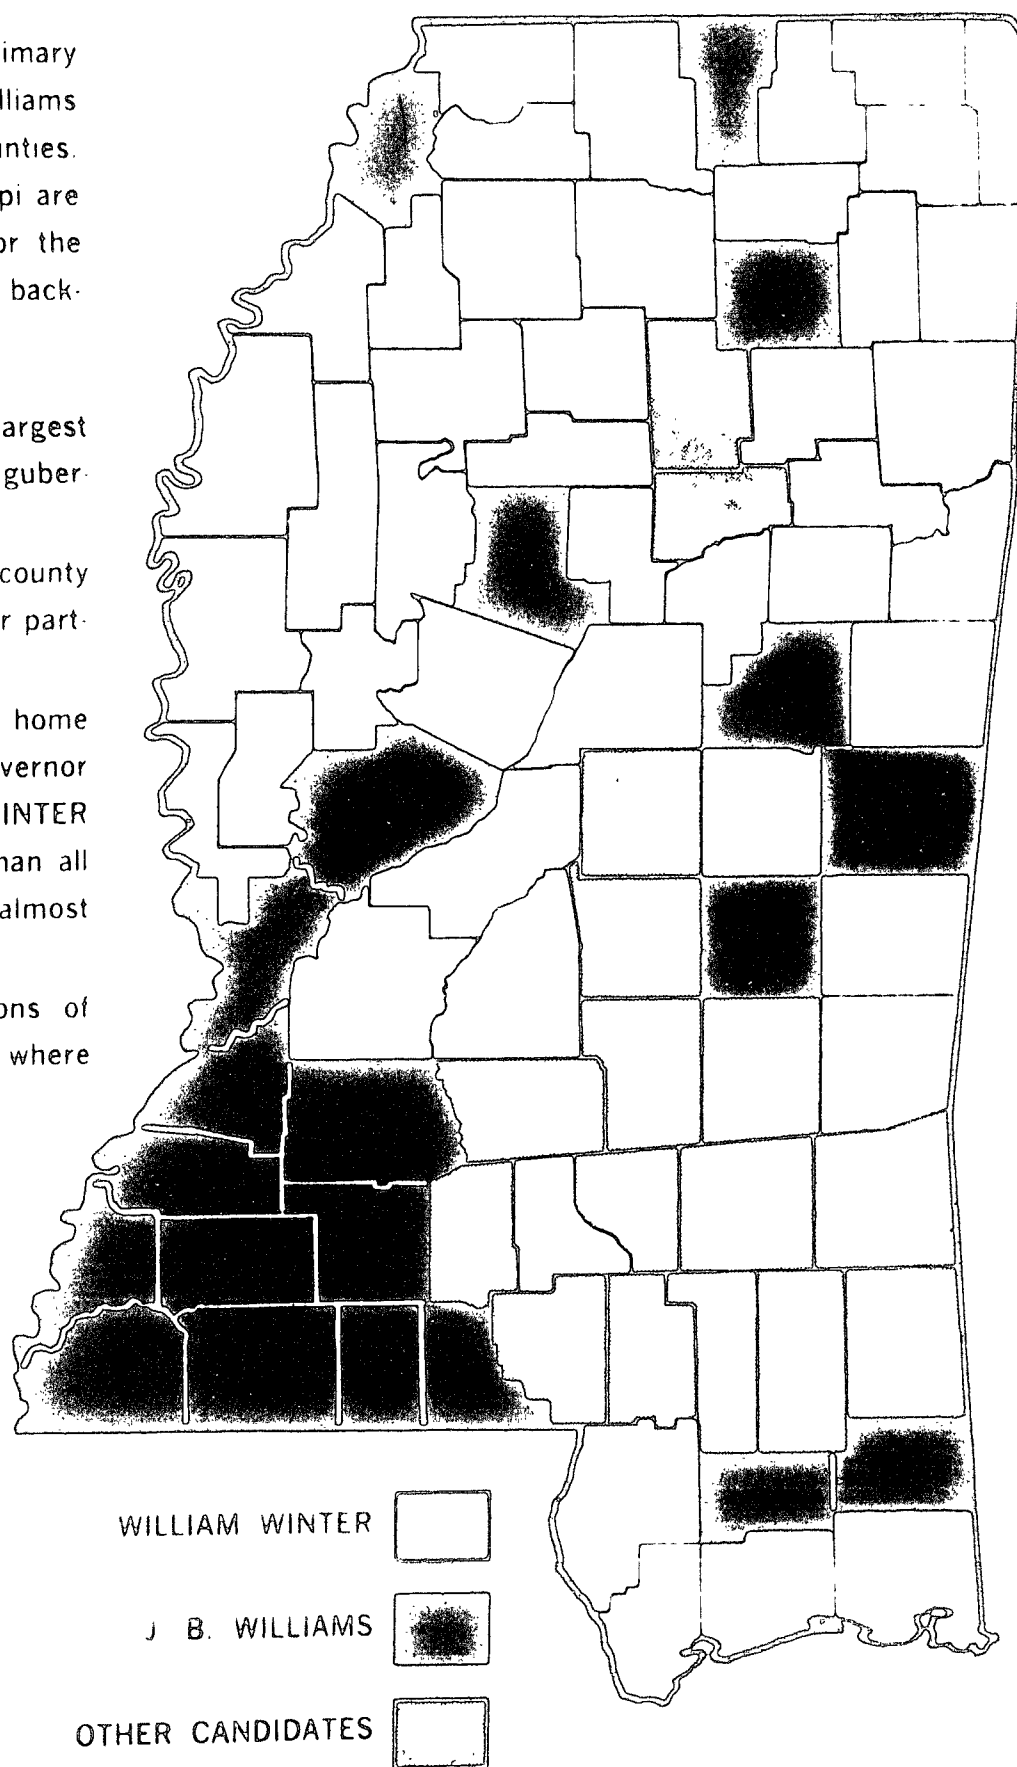 imary
lliams
unties.
pi are
or the
back-
argest
guber-
county
r part-
home
vernor
INTER
han all
almost
ons of
where
WILLIAM WINTER
J B. WILLIAMS
OTHER CANDIDATES